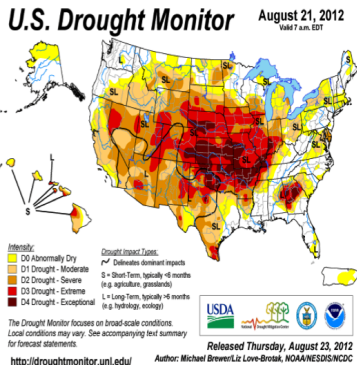 U.S. Drought Monitor
August 21, 2012
Valid 7 a.m. EDT
L
SL
SL
SL
SL
SL
SL
SL
S
L
L
L
SL
L
S
Intensity:
D0 Abnormally Dry
D1 Drought - Moderate
D2 Drought - Severe
D3 Drought - Extreme
D4 Drought - Exceptional
Drought Impact Types:
Delineates dominant impacts
S = Short-Term, typically <6 months
(e.g. agriculture, grasslands)
L = Long-Term, typically >6 months
(e.g. hydrology, ecology)
The Drought Monitor focuses on broad-scale conditions.
Local conditions may vary. See accompanying text summary
for forecast statements.
http://droughtmonitor.unl.edu/
USDA
National Drought Mitigation Center
Released Thursday, August 23, 2012
Author: Michael Brewer/Liz Love-Brotak, NOAA/NESDIS/NCDC